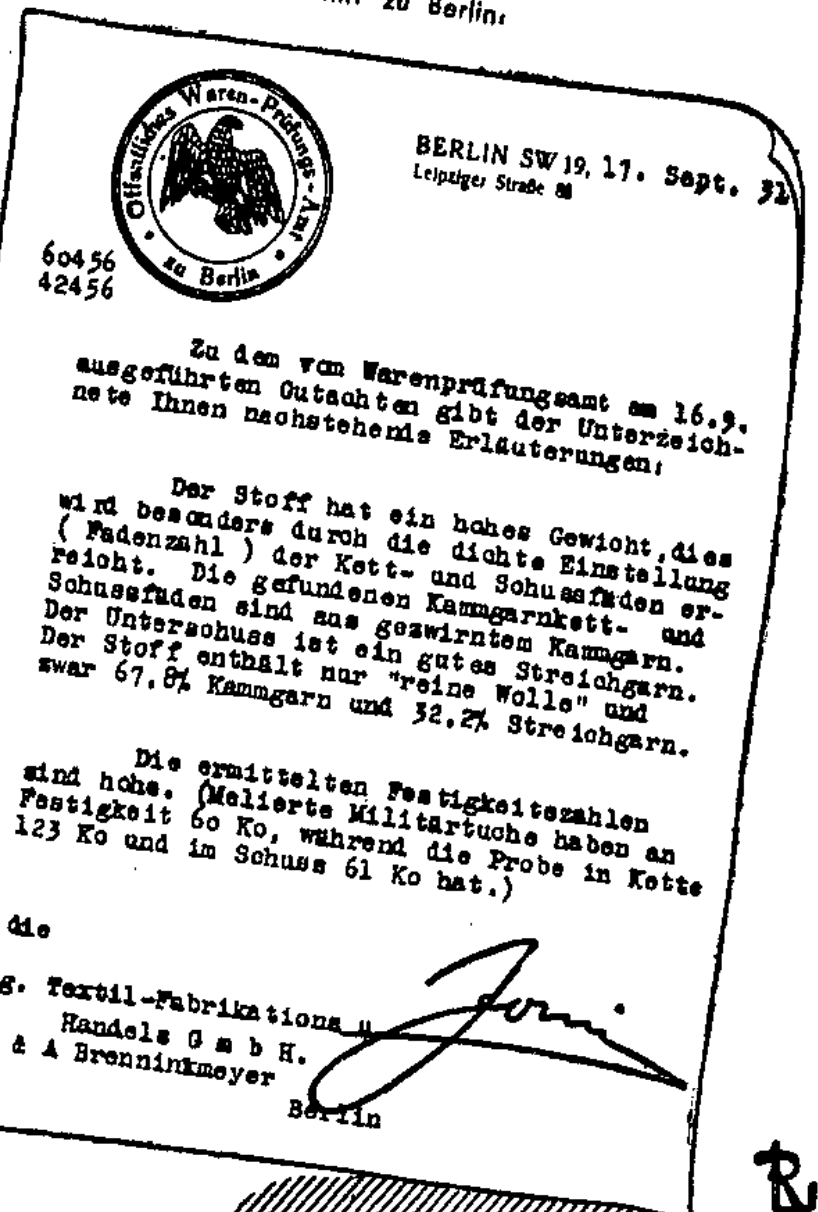 zu Berlin:
Öffentliches Waren-Prüfungs-Amt
zu Berlin
BERLIN SW 19, 17. Sept. 31
Leipziger Straße
60456
42456
Zu dem vom Warenprüfungsamt am 16.9.
ausgeführten Gutachten gibt der Unterzeich-
nete Ihnen nachstehende Erläuterungen:
Der Stoff hat ein hohes Gewicht, dies
wird besonders durch die dichte Einstellung
( Fadenzahl ) der Kett- und Schussfäden er-
reicht. Die gefundenen Kammgarnkett- und
Schussfäden sind aus gezwirntem Kammgarn.
Der Unterschuss ist ein gutes Streichgarn.
Der Stoff enthält nur "reine Wolle" und
zwar 67,8% Kammgarn und 32,2% Streichgarn.
Die ermittelten Festigkeitszahlen
sind hohe. (Melierte Militärtuche haben an
Festigkeit 60 Ko, während die Probe in Kette
123 Ko und im Schuss 61 Ko hat.)
die
g. Textil-Fabrikations u
Handels G m b H.
& A Brenninkmeyer
Berlin